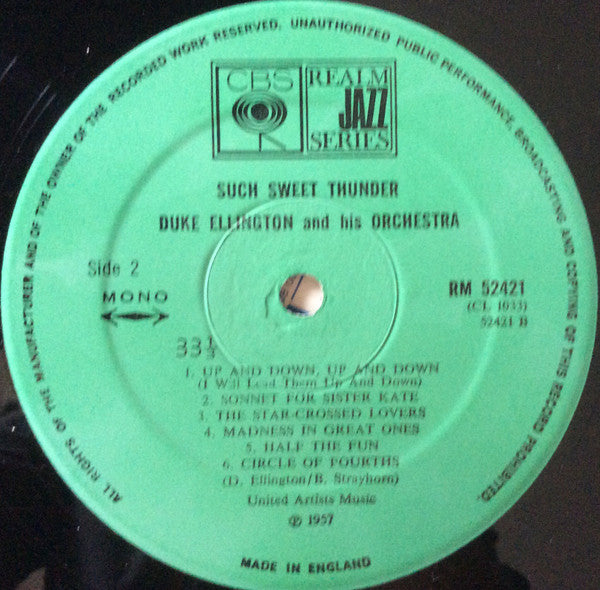 ALL RIGHTS OF THE MANUFACTURER AND OF THE OWNER OF THE RECORDED WORK RESERVED. UNAUTHORIZED PUBLIC PERFORMANCE, BROADCASTING AND COPYING OF THIS RECORD PROHIBITED.
CBS
REALM
JAZZ
SERIES
SUCH SWEET THUNDER
DUKE ELLINGTON and his ORCHESTRA
Side 2
MONO
RM 52421
(CL 1033)
52421 B
33⅓
1. UP AND DOWN, UP AND DOWN
(I Will Lead Them Up And Down)
2. SONNET FOR SISTER KATE
3. THE STAR-CROSSED LOVERS
4. MADNESS IN GREAT ONES
5. HALF THE FUN
6. CIRCLE OF FOURTHS
(D. Ellington/B. Strayhorn)
United Artists Music
℗ 1957
MADE IN ENGLAND